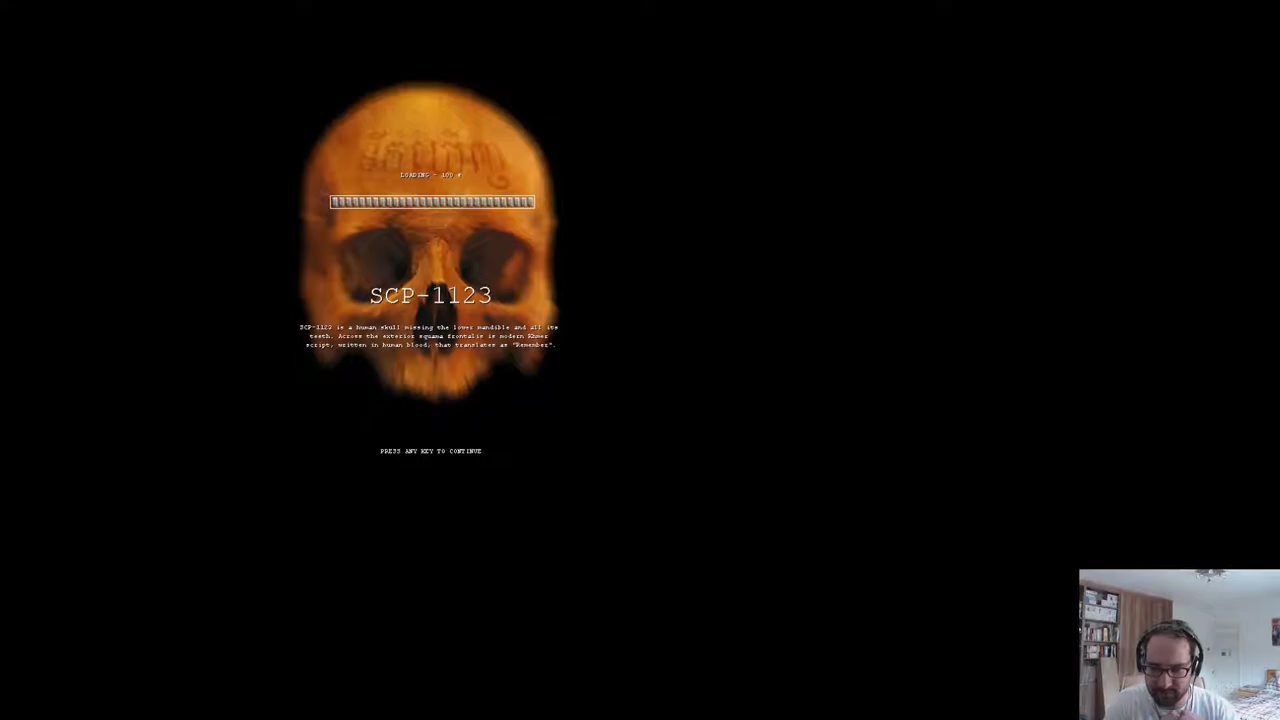 LOADING - 100 %
SCP-1123
SCP-1123 is a human skull missing the lower mandible and all its
teeth. Across the exterior squama frontalis is modern Khmer
script, written in human blood, that translates as "Remember".
PRESS ANY KEY TO CONTINUE